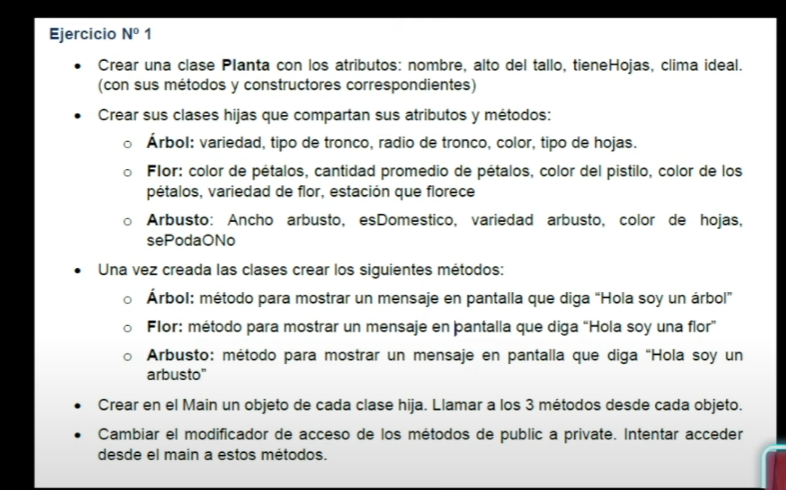 Ejercicio Nº 1
• Crear una clase Planta con los atributos: nombre, alto del tallo, tieneHojas, clima ideal.
(con sus métodos y constructores correspondientes)
• Crear sus clases hijas que compartan sus atributos y métodos:
○ Árbol: variedad, tipo de tronco, radio de tronco, color, tipo de hojas.
○ Flor: color de pétalos, cantidad promedio de pétalos, color del pistilo, color de los
pétalos, variedad de flor, estación que florece
○ Arbusto: Ancho arbusto, esDomestico, variedad arbusto, color de hojas,
sePodaONo
• Una vez creada las clases crear los siguientes métodos:
○ Árbol: método para mostrar un mensaje en pantalla que diga “Hola soy un árbol”
○ Flor: método para mostrar un mensaje en pantalla que diga “Hola soy una flor”
○ Arbusto: método para mostrar un mensaje en pantalla que diga “Hola soy un
arbusto”
• Crear en el Main un objeto de cada clase hija. Llamar a los 3 métodos desde cada objeto.
• Cambiar el modificador de acceso de los métodos de public a private. Intentar acceder
desde el main a estos métodos.